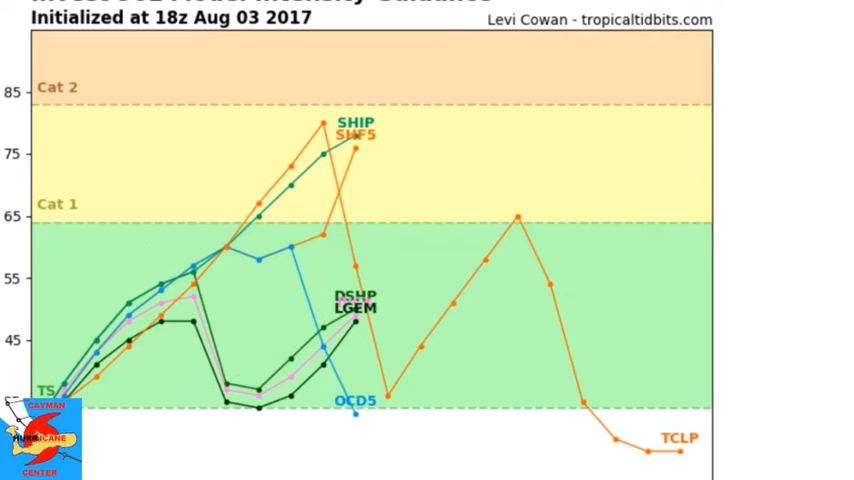 Initialized at 18z Aug 03 2017
Levi Cowan - tropicaltidbits.com
Cat 2
85
SHIP
SHF5
75
Cat 1
65
55
DSHP
LGEM
45
TS
OCD5
CAYMAN
HURRICANE
CENTER
TCLP